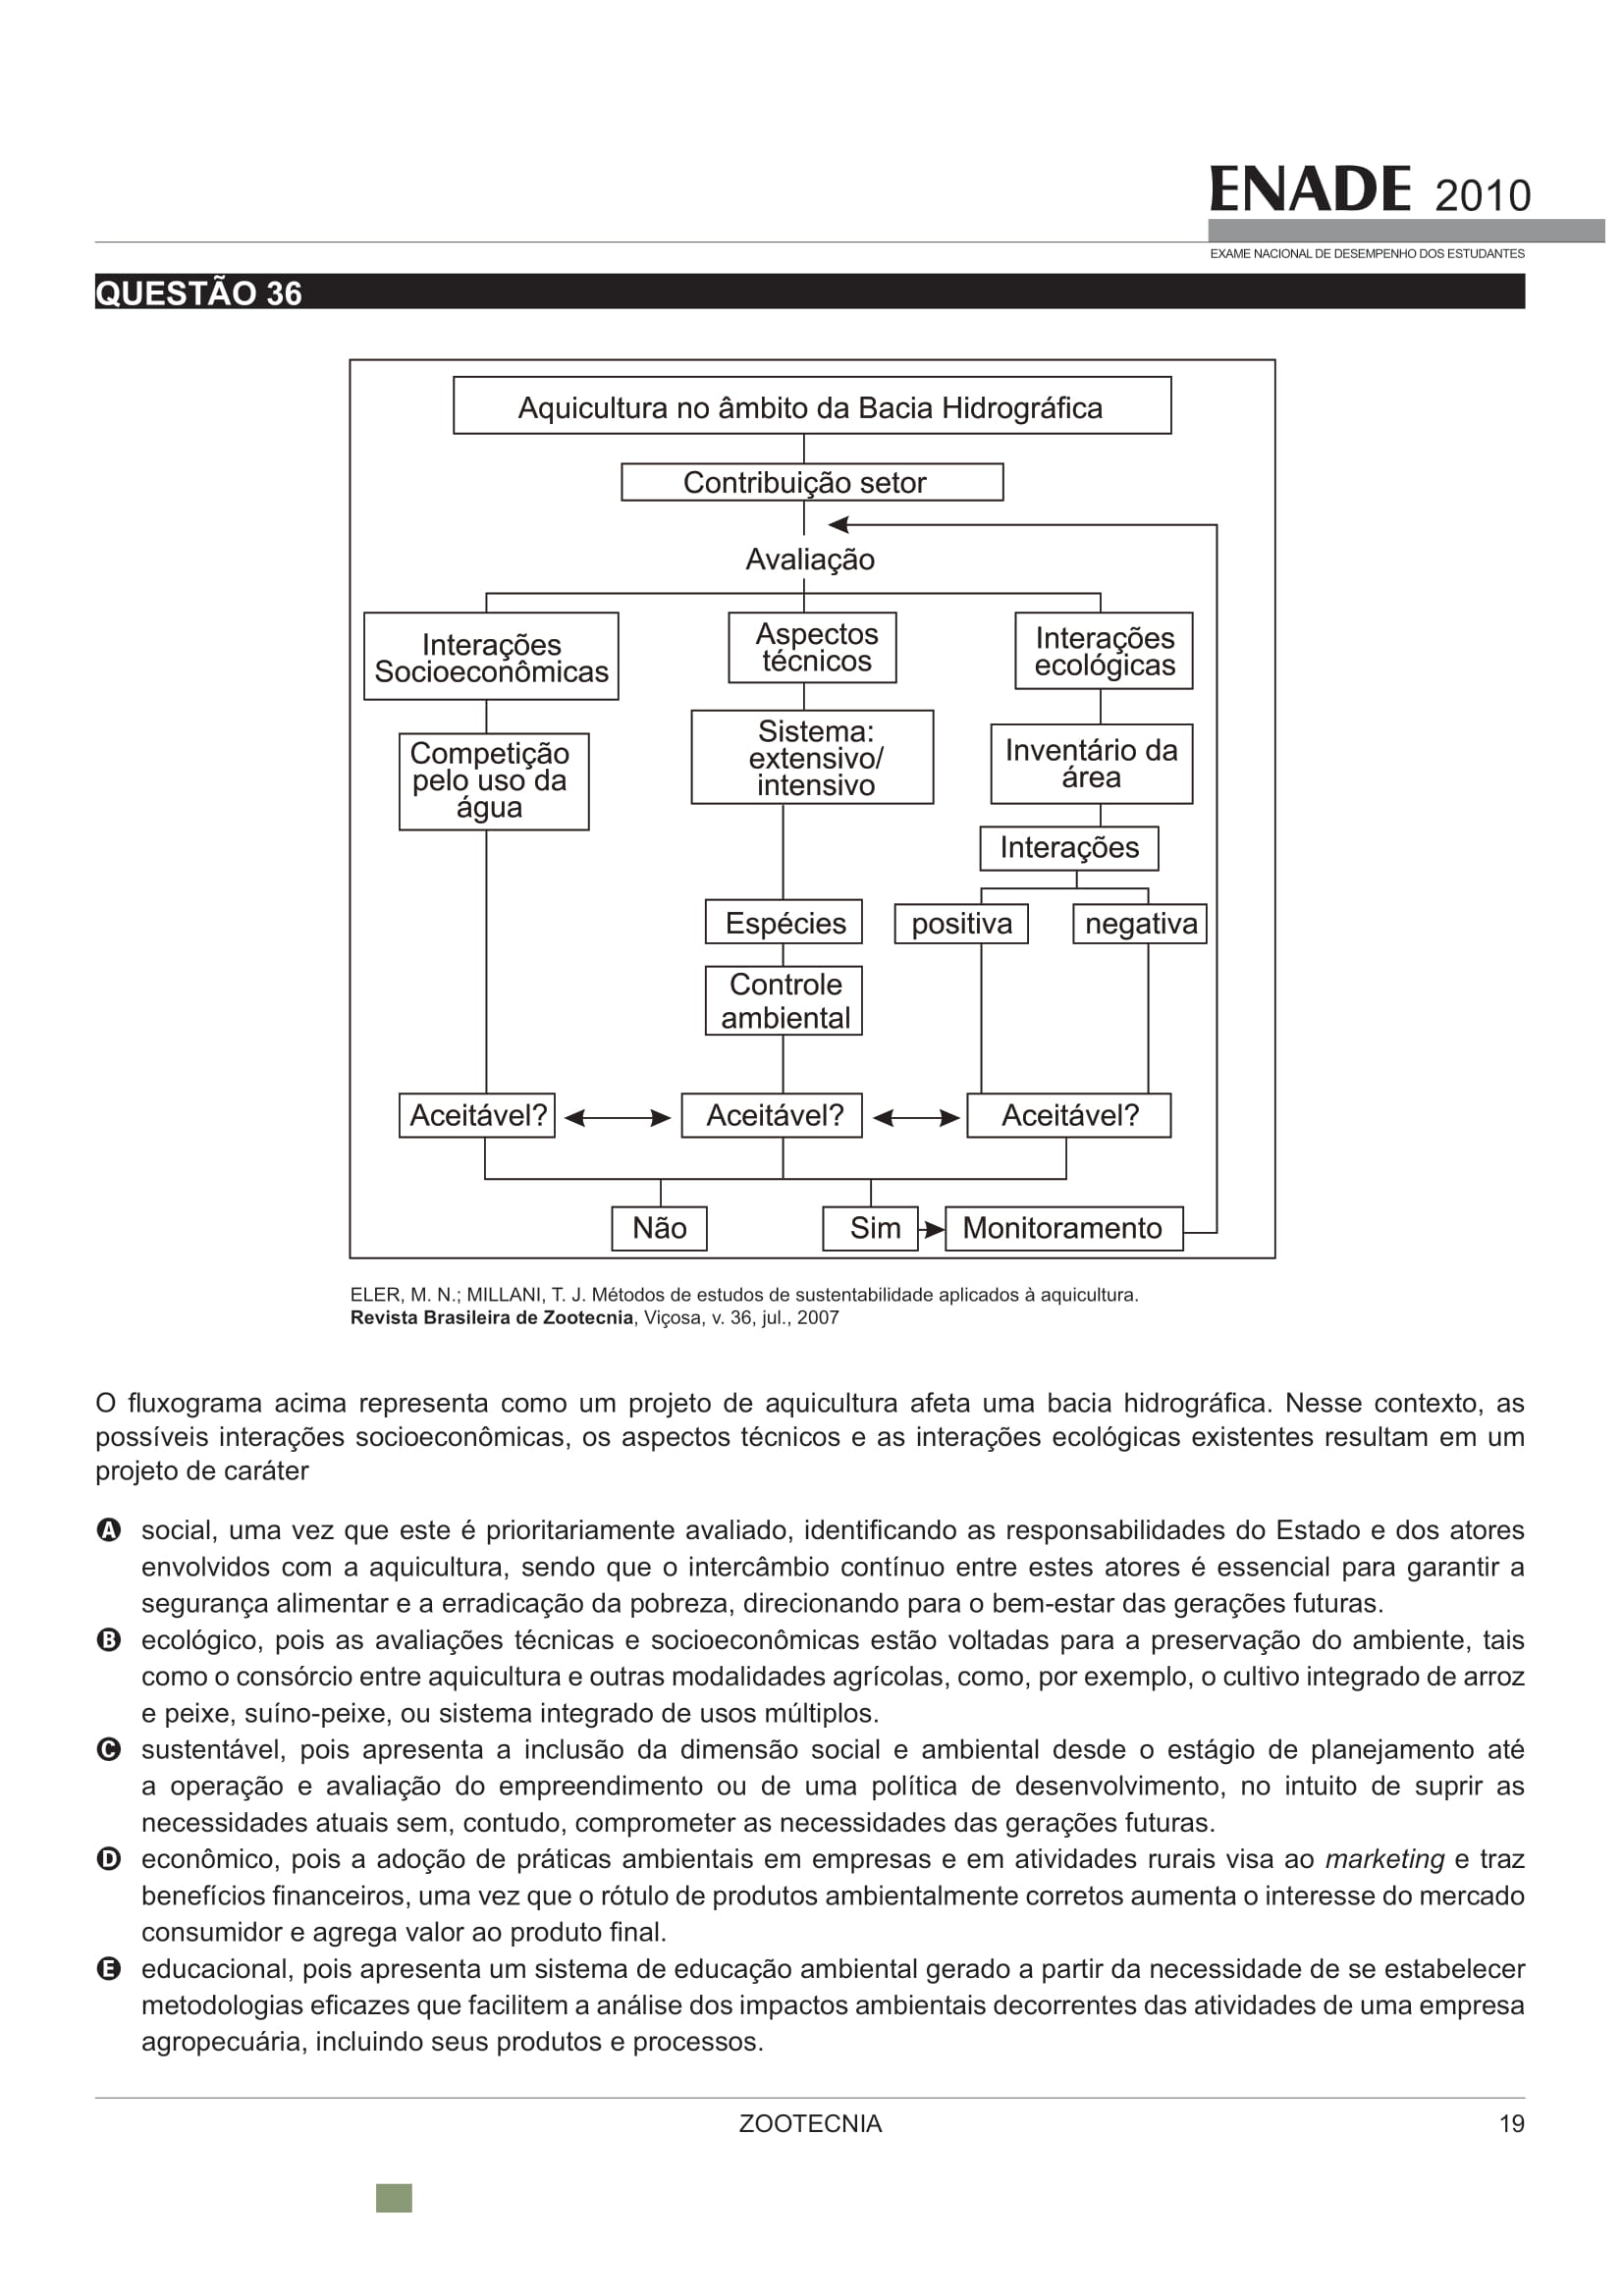 ENADE 2010
EXAME NACIONAL DE DESEMPENHO DOS ESTUDANTES
QUESTÃO 36
Aquicultura no âmbito da Bacia Hidrográfica
Contribuição setor
Avaliação
Interações
Socioeconômicas
Aspectos
técnicos
Interações
ecológicas
Competição
pelo uso da
água
Sistema:
extensivo/
intensivo
Inventário da
área
Interações
Espécies
positiva
negativa
Controle
ambiental
Aceitável?
Aceitável?
Aceitável?
Não
Sim
Monitoramento
ELER, M. N.; MILLANI, T. J. Métodos de estudos de sustentabilidade aplicados à aquicultura.
Revista Brasileira de Zootecnia, Viçosa, v. 36, jul., 2007
O fluxograma acima representa como um projeto de aquicultura afeta uma bacia hidrográfica. Nesse contexto, as
possíveis interações socioeconômicas, os aspectos técnicos e as interações ecológicas existentes resultam em um
projeto de caráter
A social, uma vez que este é prioritariamente avaliado, identificando as responsabilidades do Estado e dos atores
envolvidos com a aquicultura, sendo que o intercâmbio contínuo entre estes atores é essencial para garantir a
segurança alimentar e a erradicação da pobreza, direcionando para o bem-estar das gerações futuras.
B ecológico, pois as avaliações técnicas e socioeconômicas estão voltadas para a preservação do ambiente, tais
como o consórcio entre aquicultura e outras modalidades agrícolas, como, por exemplo, o cultivo integrado de arroz
e peixe, suíno-peixe, ou sistema integrado de usos múltiplos.
C sustentável, pois apresenta a inclusão da dimensão social e ambiental desde o estágio de planejamento até
a operação e avaliação do empreendimento ou de uma política de desenvolvimento, no intuito de suprir as
necessidades atuais sem, contudo, comprometer as necessidades das gerações futuras.
D econômico, pois a adoção de práticas ambientais em empresas e em atividades rurais visa ao marketing e traz
benefícios financeiros, uma vez que o rótulo de produtos ambientalmente corretos aumenta o interesse do mercado
consumidor e agrega valor ao produto final.
E educacional, pois apresenta um sistema de educação ambiental gerado a partir da necessidade de se estabelecer
metodologias eficazes que facilitem a análise dos impactos ambientais decorrentes das atividades de uma empresa
agropecuária, incluindo seus produtos e processos.
ZOOTECNIA
19